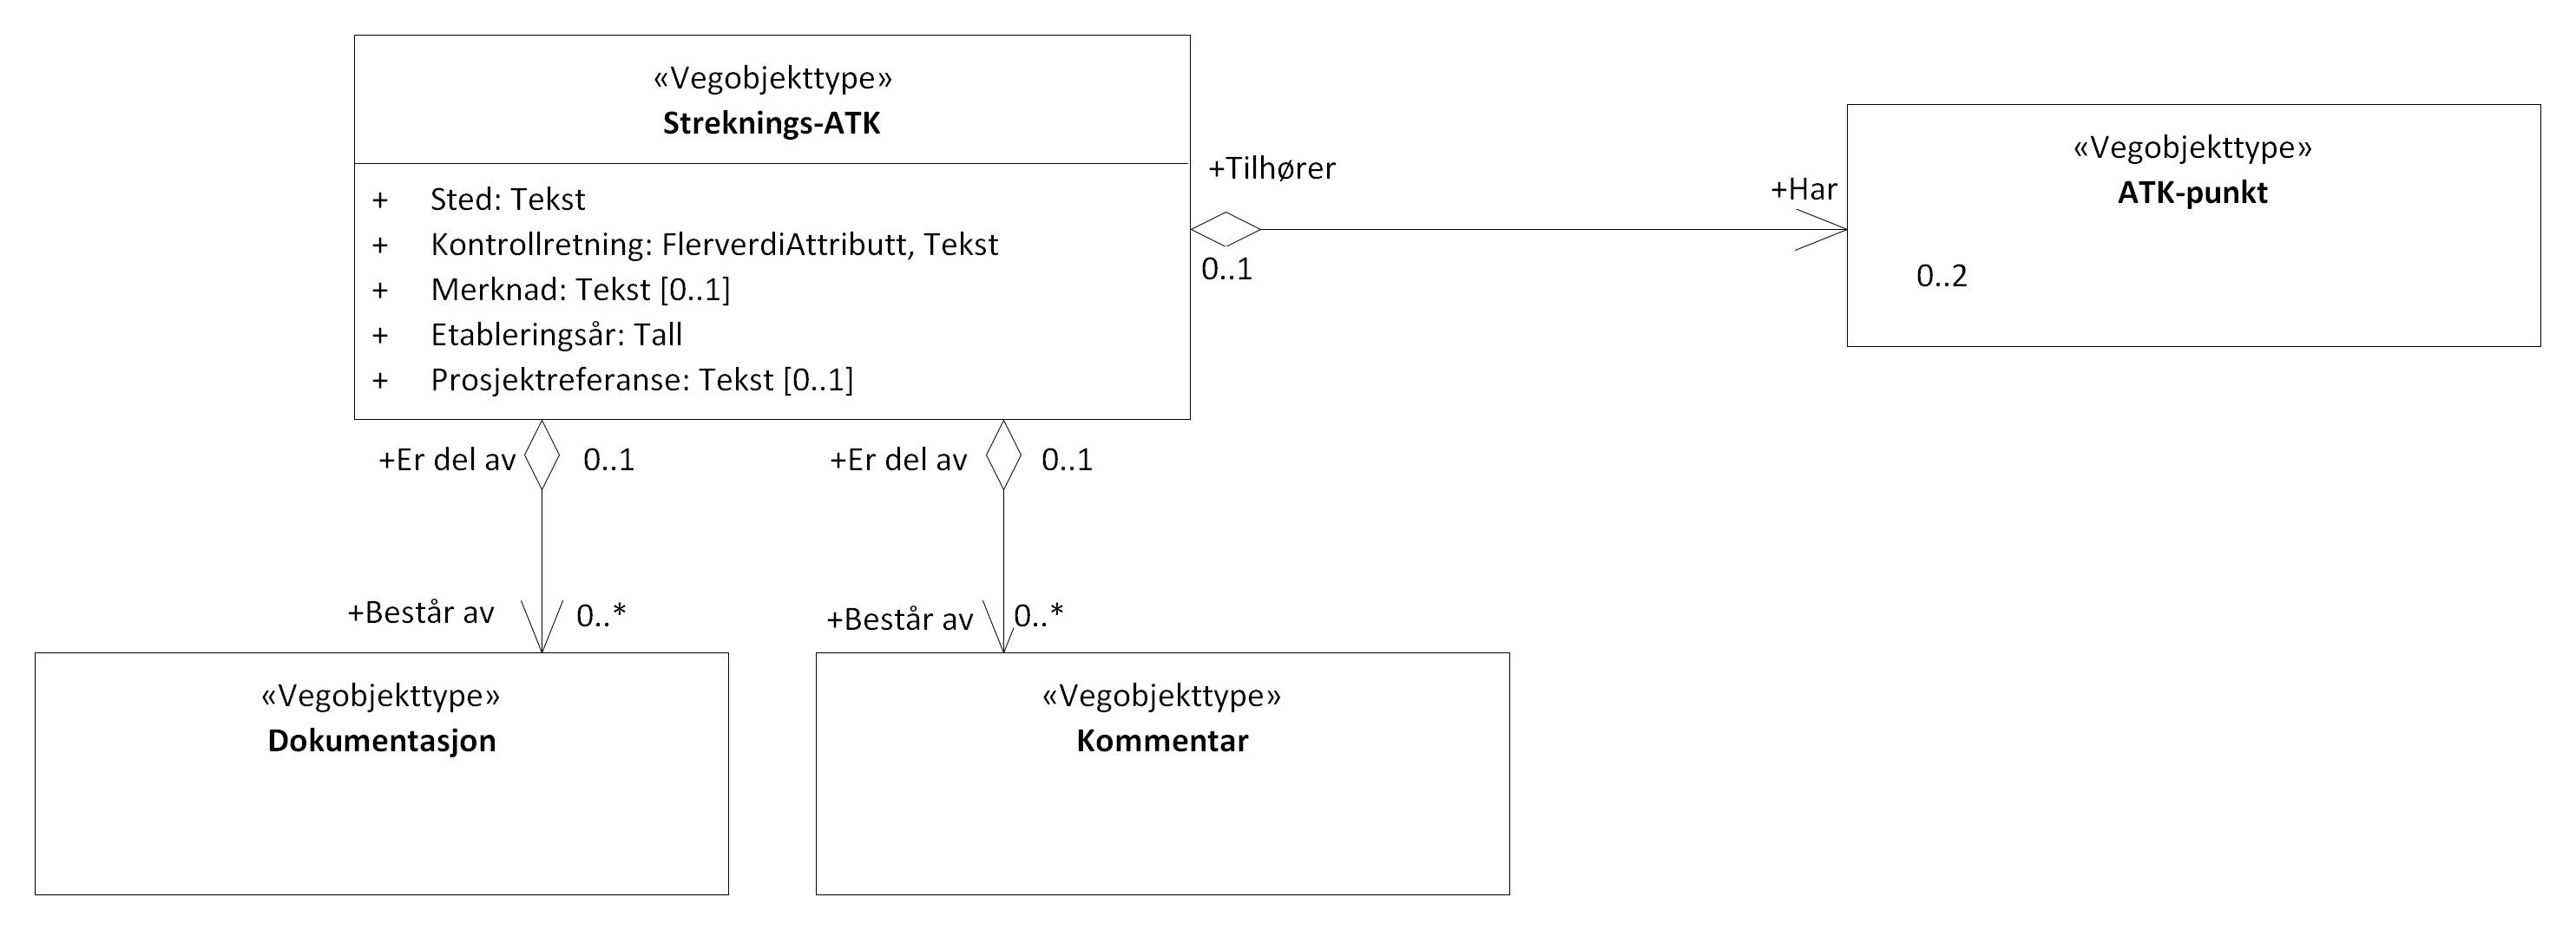 «Vegobjekttype»
Streknings-ATK
+ Sted: Tekst
+ Kontrollretning: FlerverdiAttributt, Tekst
+ Merknad: Tekst [0..1]
+ Etableringsår: Tall
+ Prosjektreferanse: Tekst [0..1]
+Tilhører
0..1
+Har
«Vegobjekttype»
ATK-punkt
0..2
+Er del av
0..1
+Er del av
0..1
+Består av
0..*
+Består av
0..*
«Vegobjekttype»
Dokumentasjon
«Vegobjekttype»
Kommentar